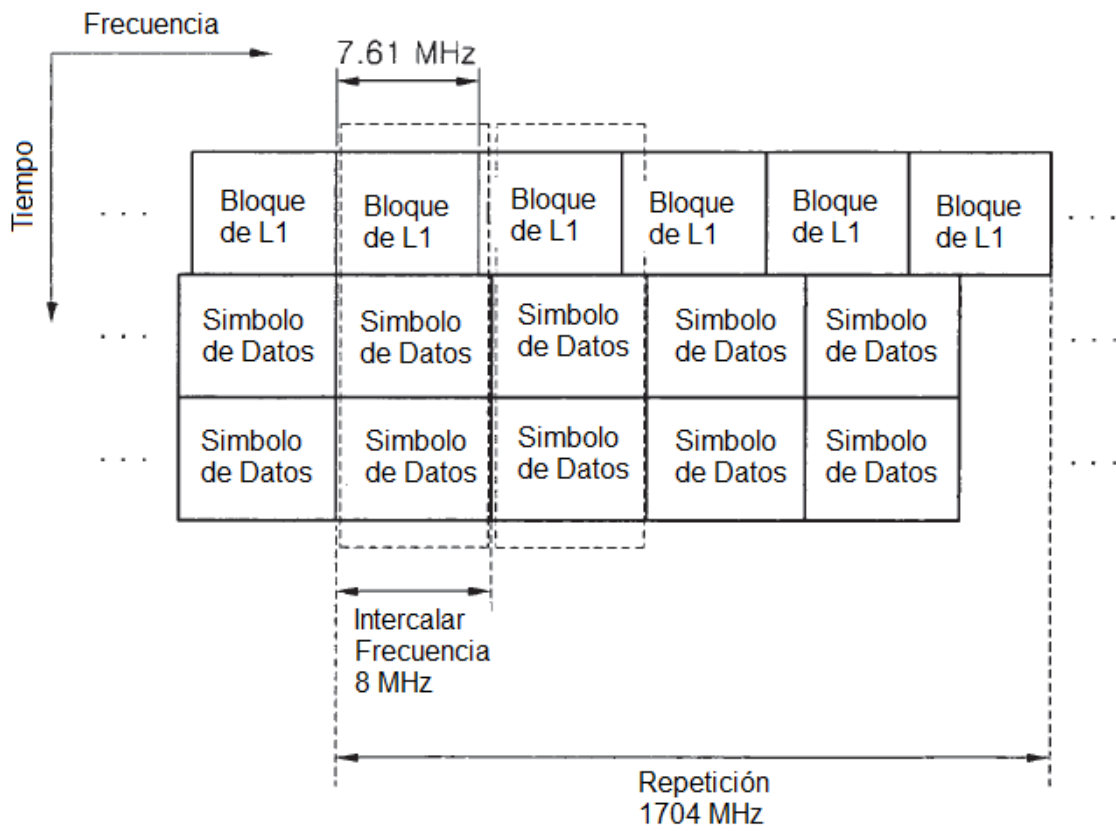 Frecuencia
7.61 MHz
Tiempo
. . .
Bloque
de L1
Bloque
de L1
Bloque
de L1
Bloque
de L1
Bloque
de L1
Bloque
de L1
. . .
. . .
Simbolo
de Datos
Simbolo
de Datos
Simbolo
de Datos
Simbolo
de Datos
Simbolo
de Datos
. . .
. . .
Simbolo
de Datos
Simbolo
de Datos
Simbolo
de Datos
Simbolo
de Datos
Simbolo
de Datos
. . .
Intercalar
Frecuencia
8 MHz
Repetición
1704 MHz